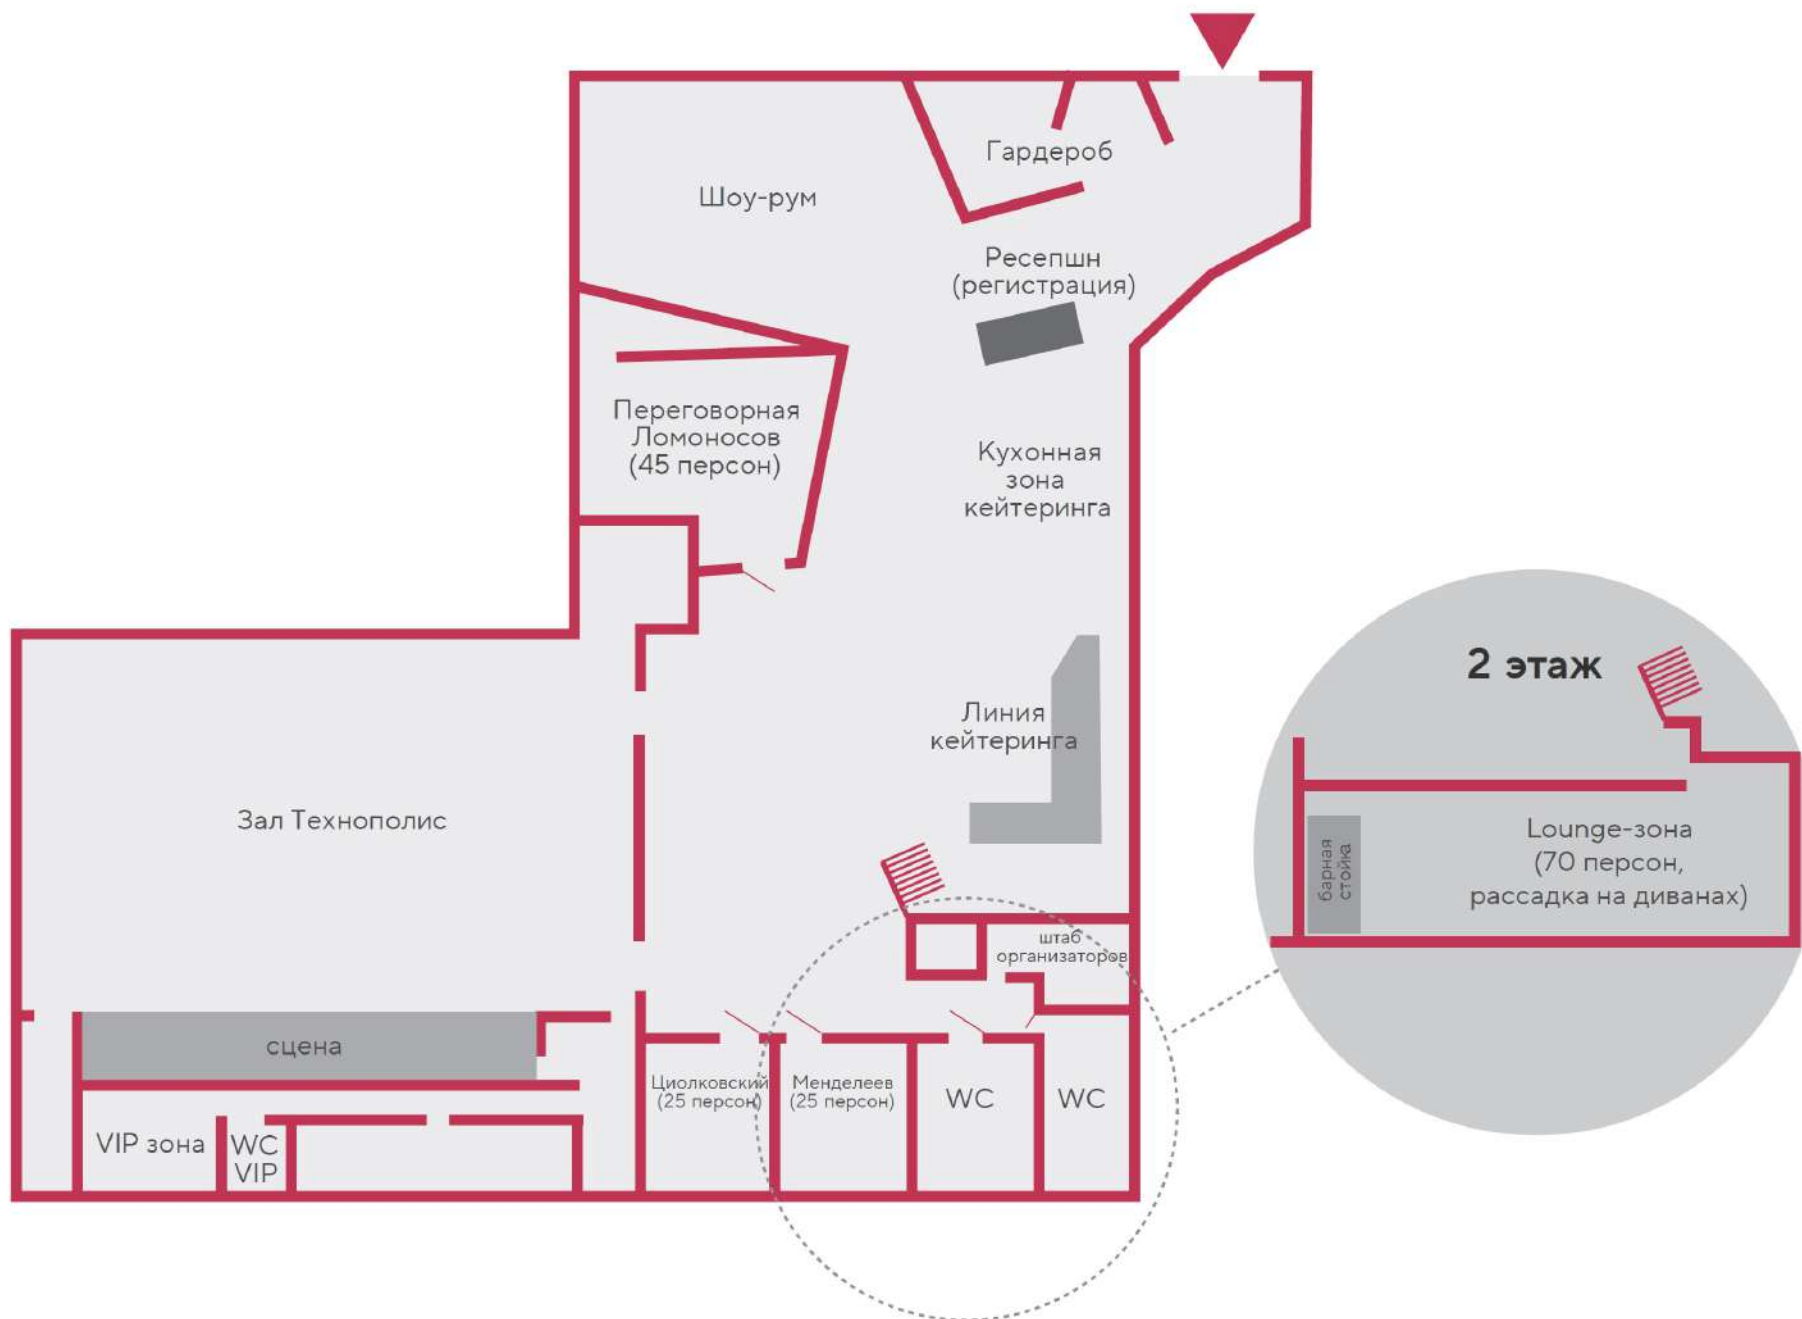 Гардероб
Шоу-рум
Ресепшн
(регистрация)
Переговорная
Ломоносов
(45 персон)
Кухонная
зона
кейтеринга
2 этаж
Линия
кейтеринга
Зал Технополис
Lounge-зона
(70 персон,
рассадка на диванах)
барная
стойка
штаб
организаторов
сцена
Циолковский
(25 персон)
Менделеев
(25 персон)
WC
WC
VIP зона
WC
VIP